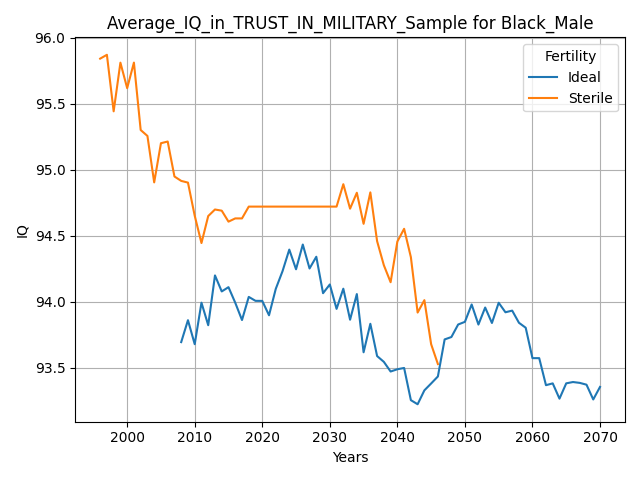 Average_IQ_in_TRUST_IN_MILITARY_Sample for Black_Male
Fertility
Ideal
Sterile
IQ
96.0
95.5
95.0
94.5
94.0
93.5
2000 2010 2020 2030 2040 2050 2060 2070
Years